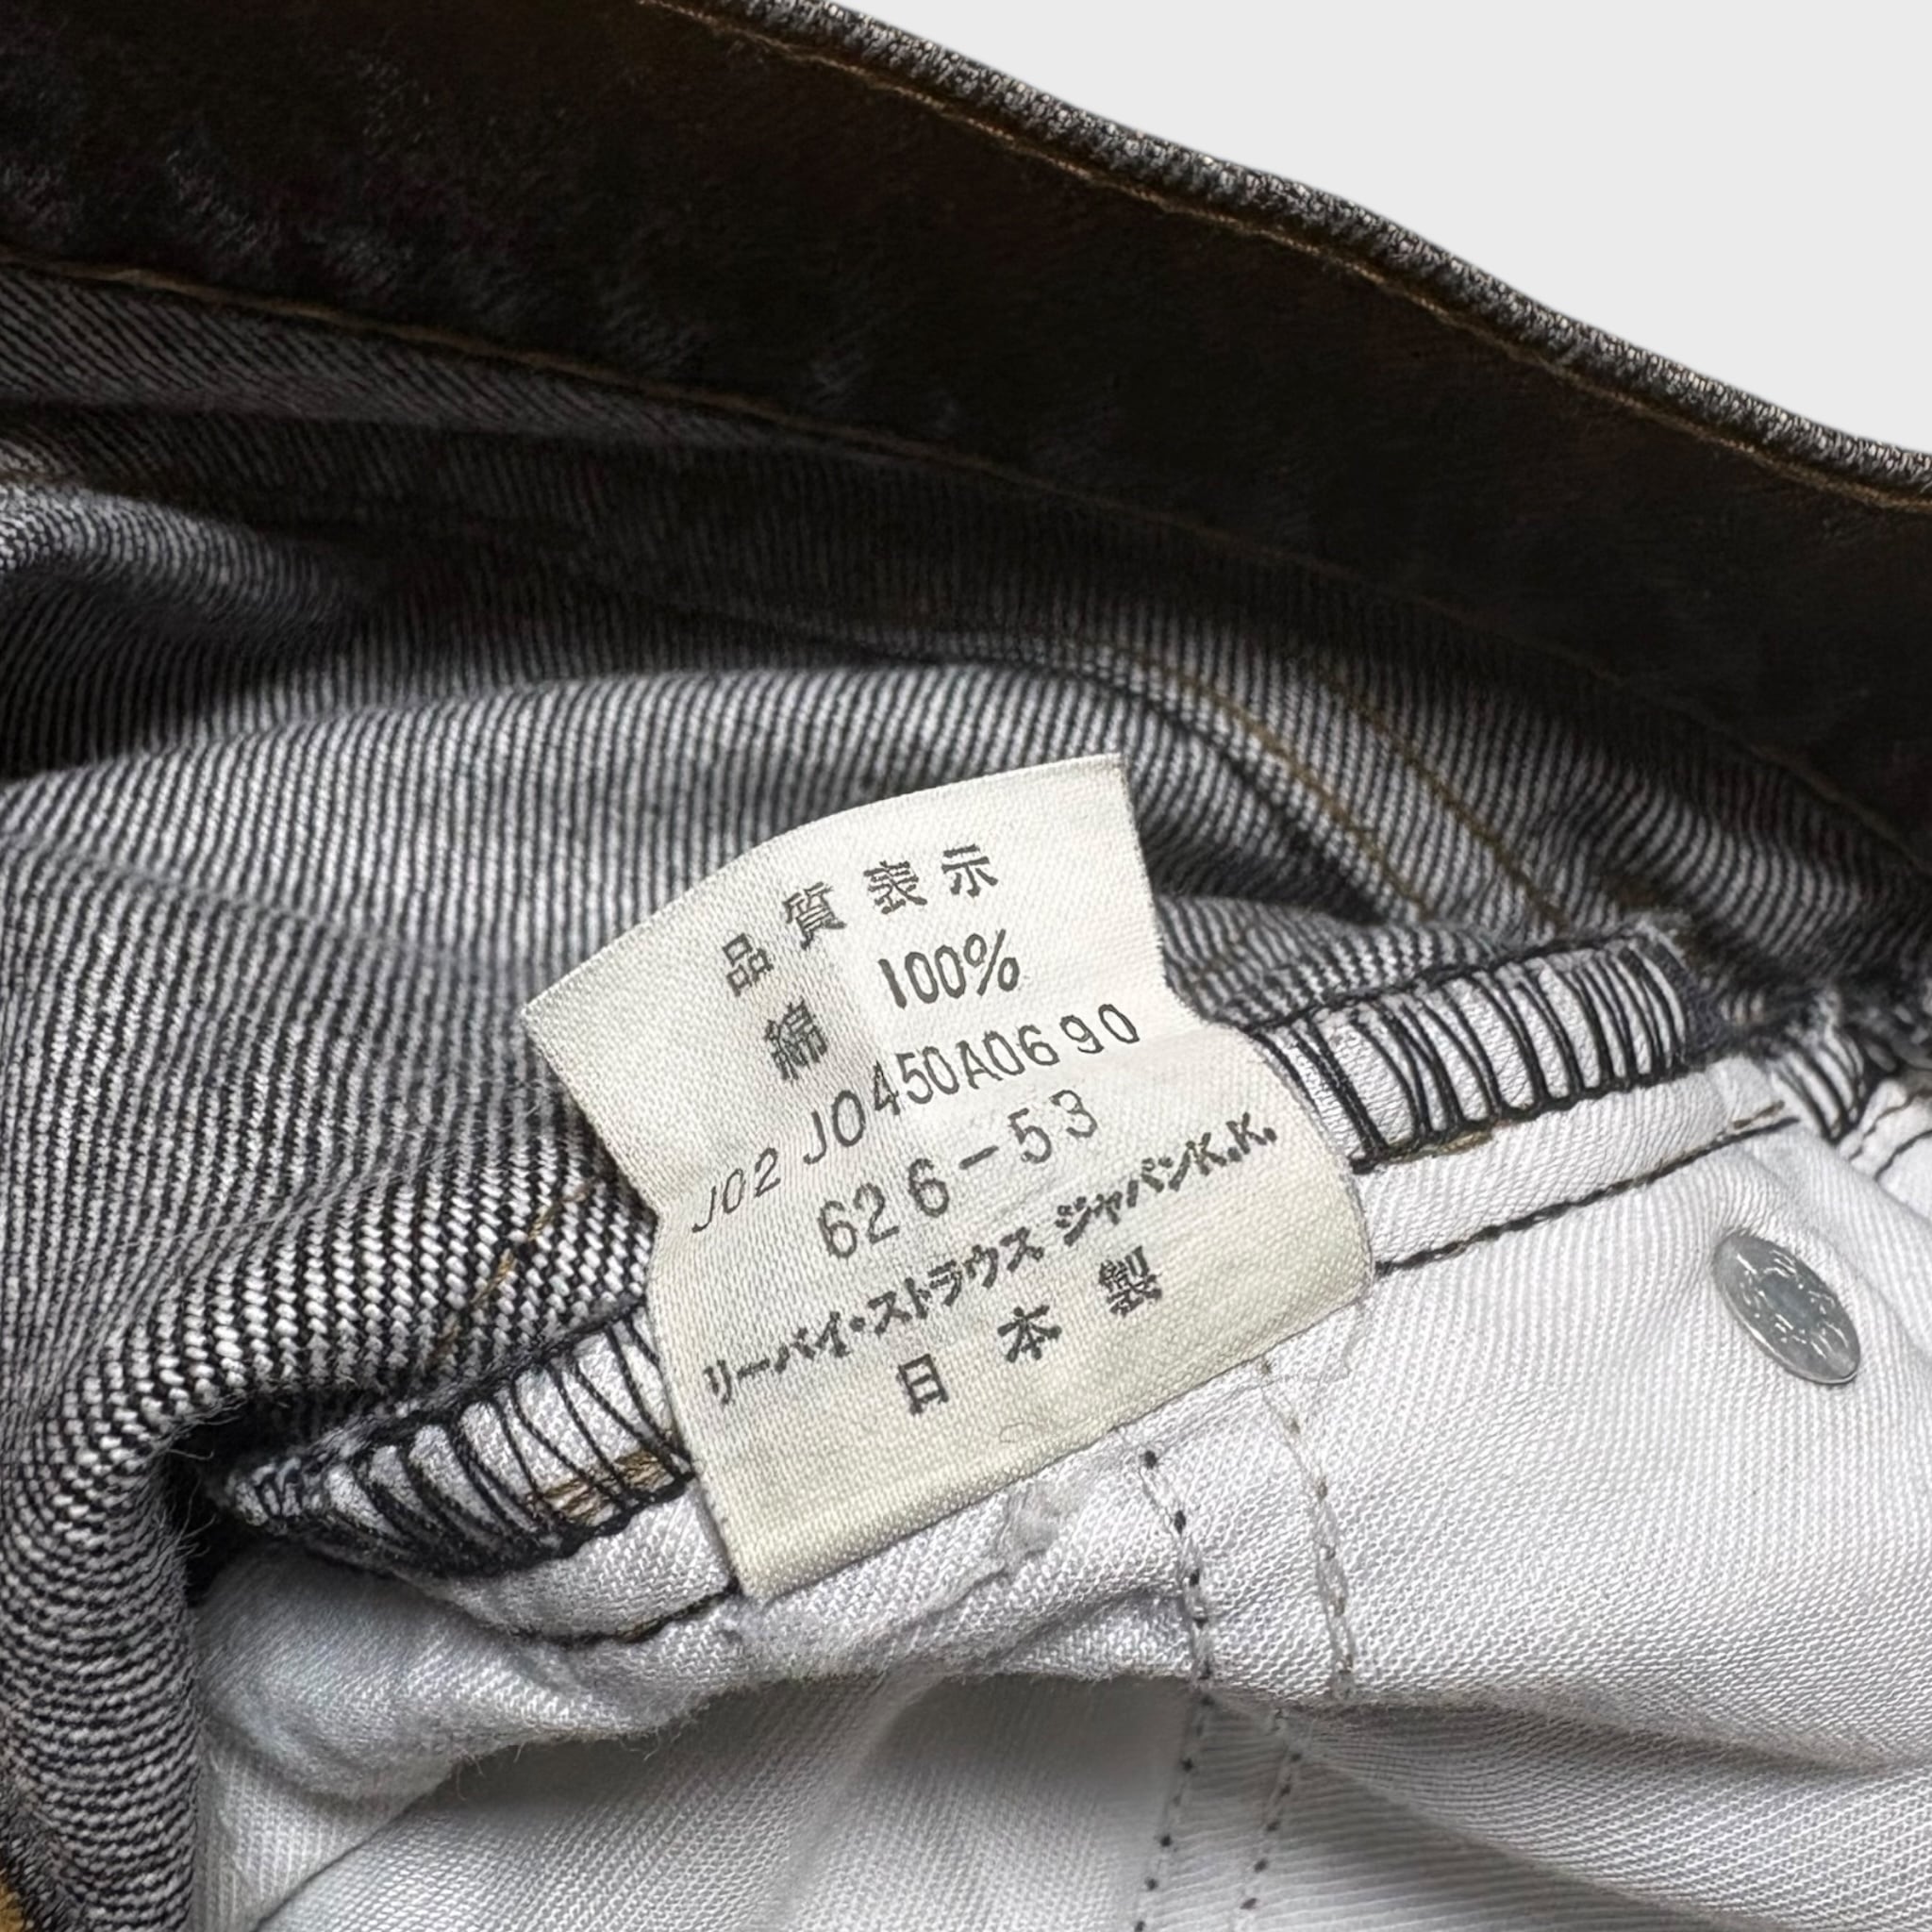 品質表示
綿 100%
J02 J0450A0690
626-53
リーバイ・ストラウス ジャパンK.K.
日本製